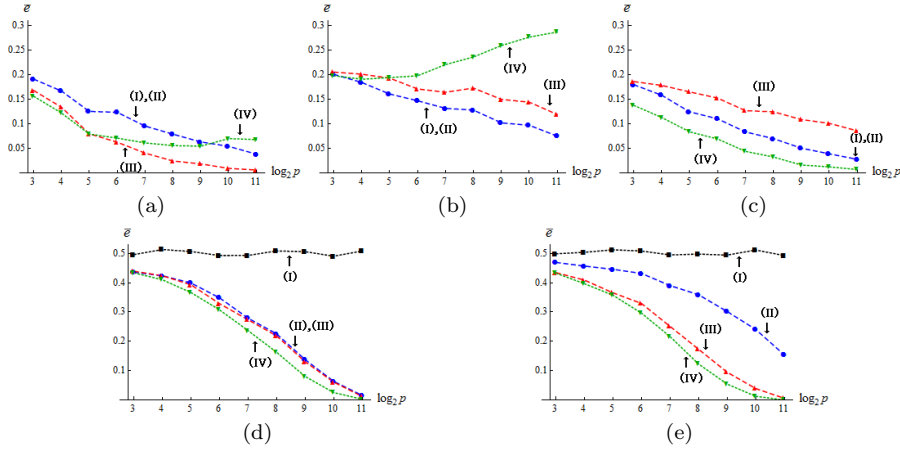 e̅ e̅ e̅
0.3 0.3 0.3
0.25 0.25 0.25
0.2 0.2 0.2
0.15 0.15 0.15
0.1 0.1 0.1
0.05 0.05 0.05
(I),(II) (IV) (III)
(IV) (III) (I),(II)
(III) (I),(II) (IV)
3 4 5 6 7 8 9 10 11 log₂ p
3 4 5 6 7 8 9 10 11 log₂ p
3 4 5 6 7 8 9 10 11 log₂ p
(a) (b) (c)
e̅ e̅
0.5 0.5
0.4 0.4
0.3 0.3
0.2 0.2
0.1 0.1
(I) (I)
(II),(III) (II)
(IV) (III)
(IV)
3 4 5 6 7 8 9 10 11 log₂ p
3 4 5 6 7 8 9 10 11 log₂ p
(d) (e)